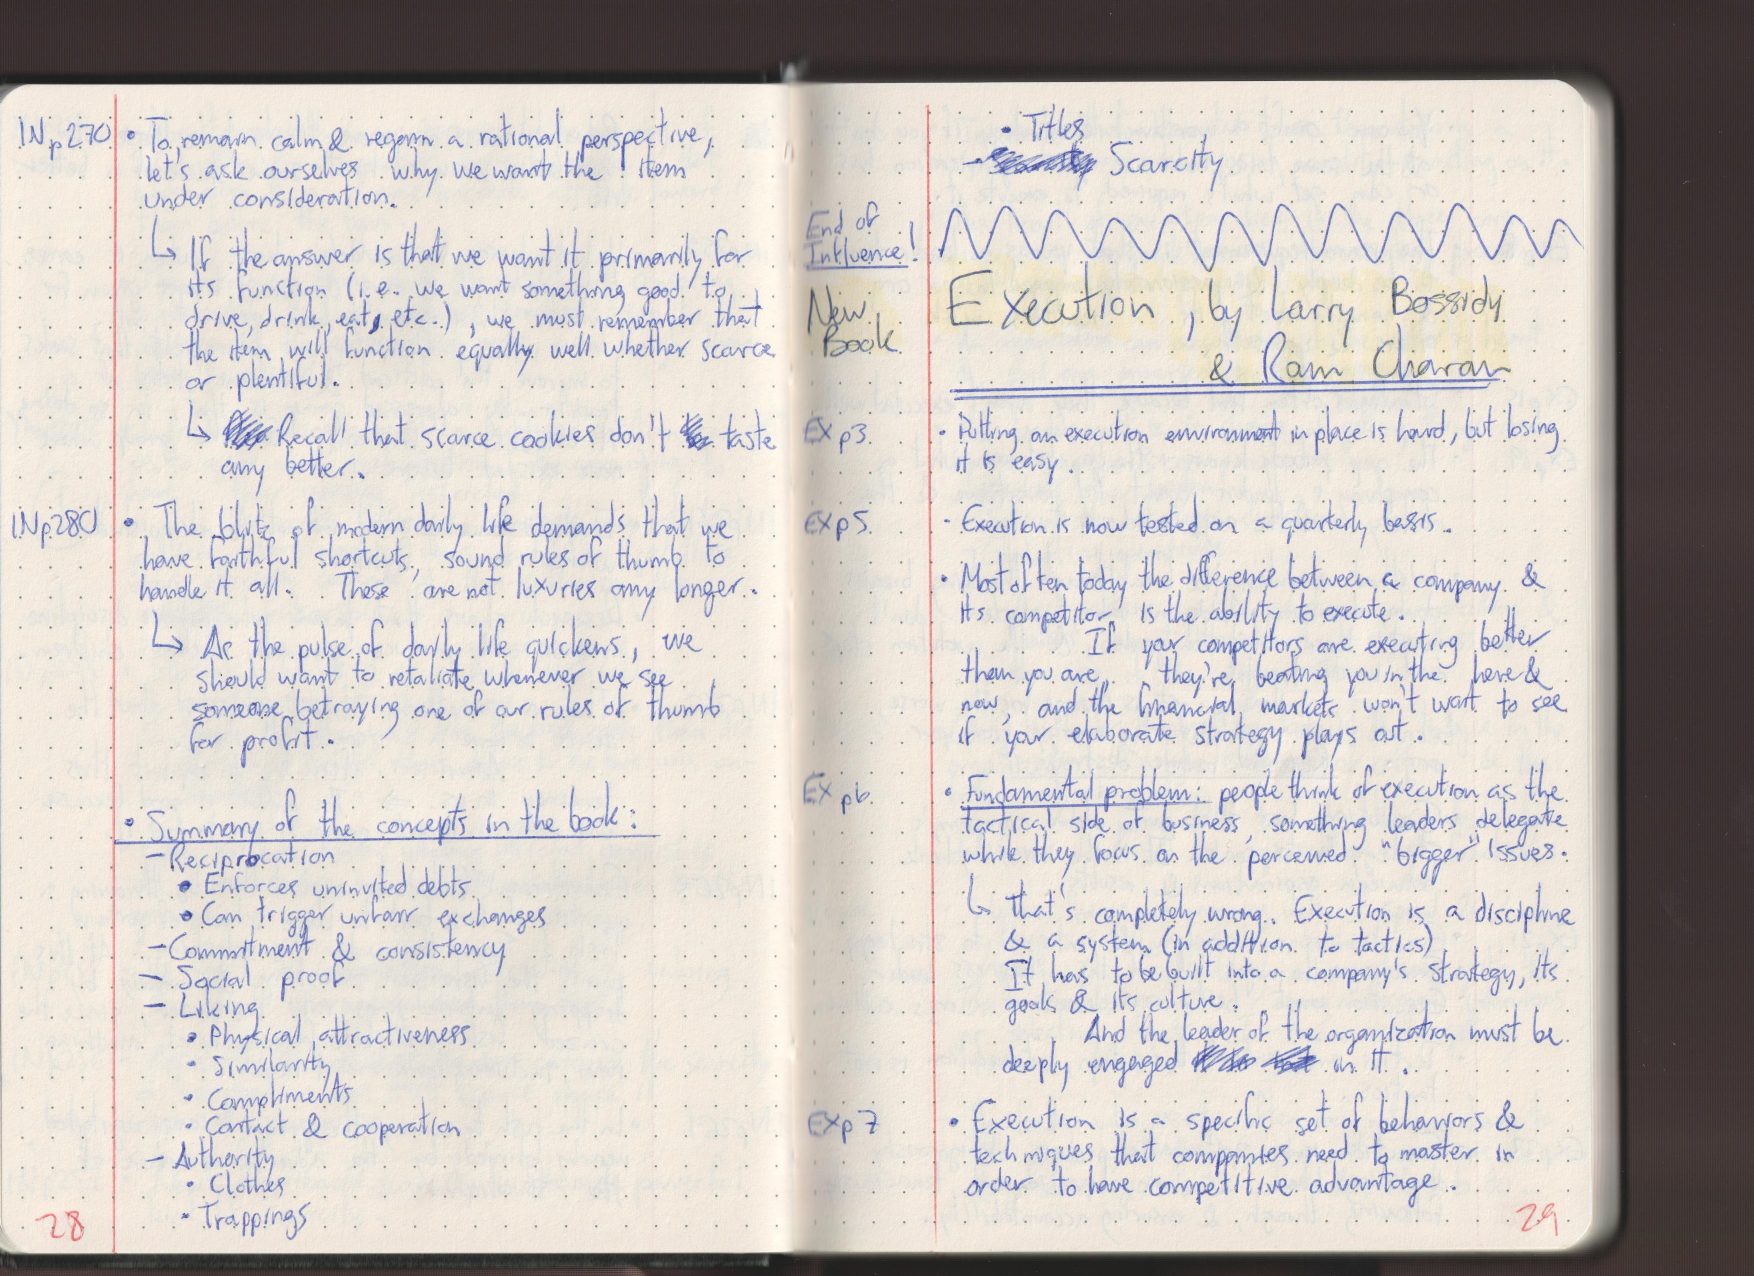 INp270 • To remain calm & regain a rational perspective,
let's ask ourselves why we want the item
under consideration.
↳ If the answer is that we want it primarily for
its function (i.e. we want something good to
drive, drink, eat, etc.), we must remember that
the item will function equally well whether scarce
or plentiful.
↳ Recall that scarce cookies don't taste
any better.
INp280 • The blitz of modern daily life demands that we
have faithful shortcuts, sound rules of thumb to
handle it all. These are not luxuries any longer.
↳ As the pulse of daily life quickens, we
should want to retaliate whenever we see
someone betraying one of our rules of thumb
for profit.
• Summary of the concepts in the book:
- Reciprocation
• Enforces uninvited debts
• Can trigger unfair exchanges
- Commitment & consistency
- Social proof
- Liking
• Physical attractiveness
• Similarity
• Compliments
• Contact & cooperation
- Authority
• Clothes
• Trappings
28
• Titles
- Scarcity
End of
Influence!
New
Book
Execution, by Larry Bossidy
& Ram Charan
EXp3 • Putting an execution environment in place is hard, but losing
it is easy.
EXp5 • Execution is now tested on a quarterly basis.
• Most often today the difference between a company &
its competitor is the ability to execute.
If your competitors are executing better
than you are, they're beating you in the here &
now, and the financial markets won't wait to see
if your elaborate strategy plays out.
EXp6 • Fundamental problem: people think of execution as the
tactical side of business, something leaders delegate
while they focus on the perceived "bigger" issues.
↳ That's completely wrong. Execution is a discipline
& a system (in addition to tactics)
It has to be built into a company's strategy, its
goals & its culture.
And the leader of the organization must be
deeply engaged in it.
EXp7 • Execution is a specific set of behaviors &
techniques that companies need to master in
order to have competitive advantage.
29